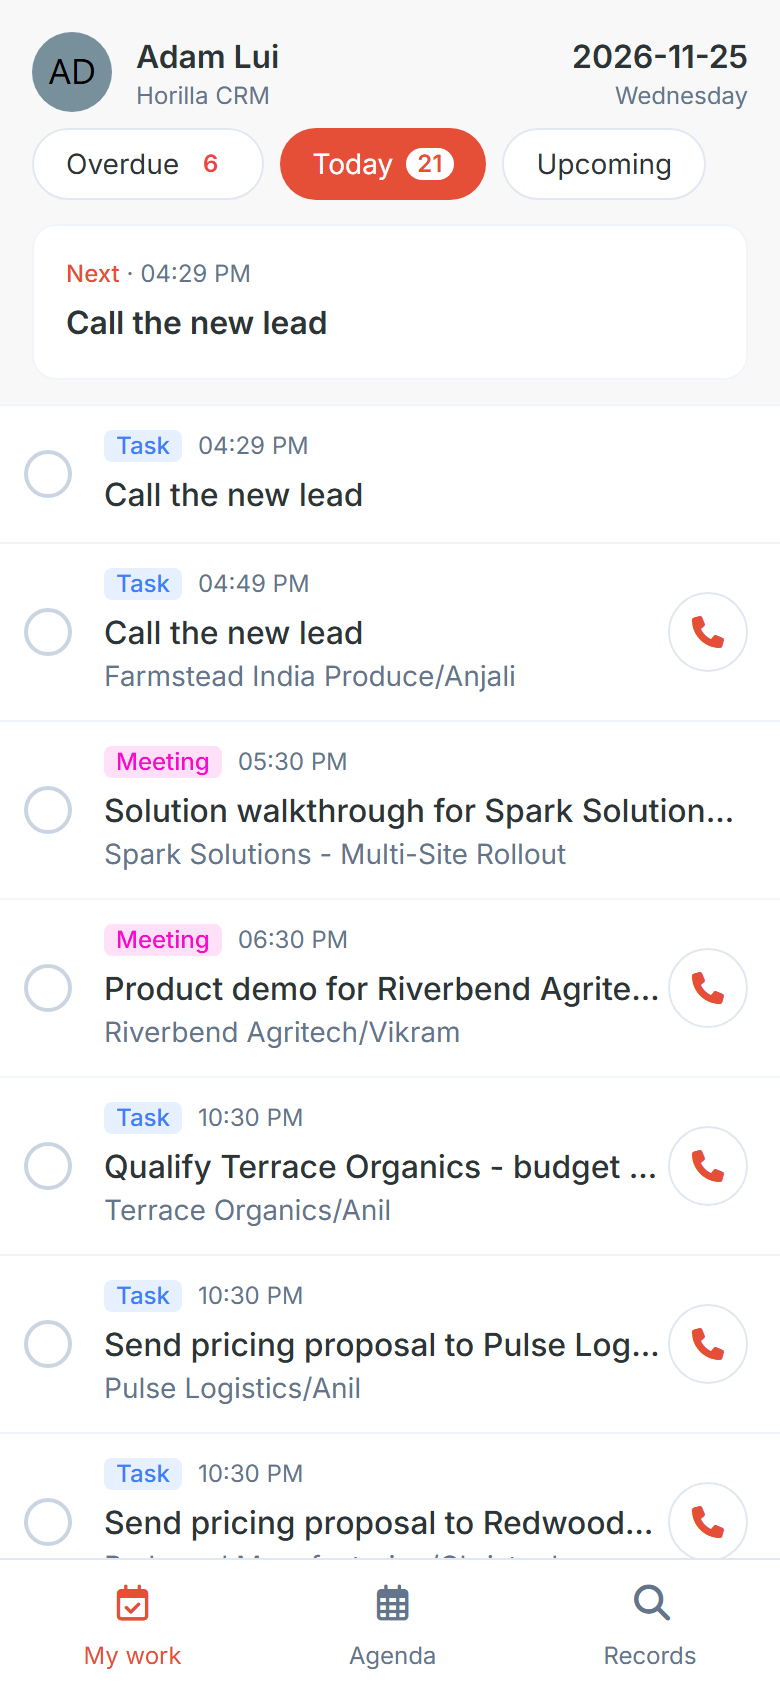 AD
Adam Lui
Horilla CRM
2026-11-25
Wednesday
Overdue 6
Today 21
Upcoming
Next · 04:29 PM
Call the new lead
Task 04:29 PM
Call the new lead
Task 04:49 PM
Call the new lead
Farmstead India Produce/Anjali
Meeting 05:30 PM
Solution walkthrough for Spark Solution...
Spark Solutions - Multi-Site Rollout
Meeting 06:30 PM
Product demo for Riverbend Agrite...
Riverbend Agritech/Vikram
Task 10:30 PM
Qualify Terrace Organics - budget ...
Terrace Organics/Anil
Task 10:30 PM
Send pricing proposal to Pulse Log...
Pulse Logistics/Anil
Task 10:30 PM
Send pricing proposal to Redwood...
My work
Agenda
Records